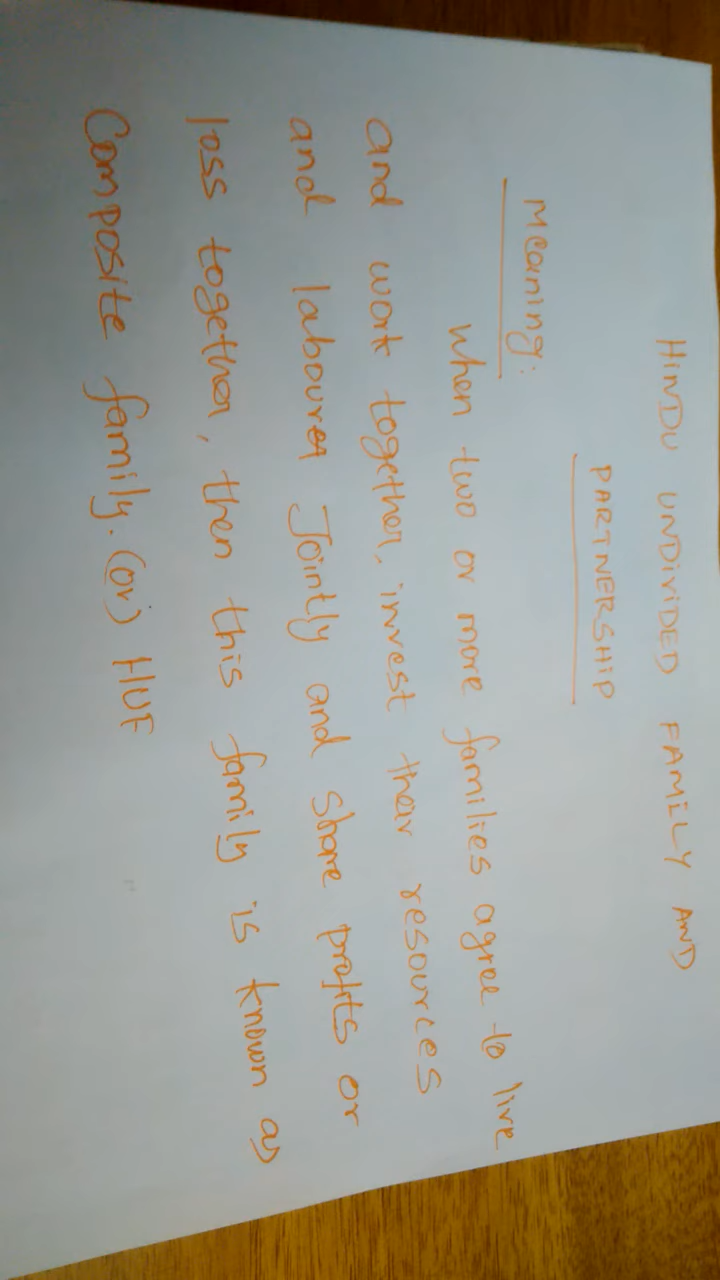 HINDU UNDIVIDED FAMILY AND
PARTNERSHIP
Meaning:
When two or more families agree to live
and work together, invest their resources
and labourer Jointly and share profits or
loss together, then this family is known as
Composite family. (or) HUF